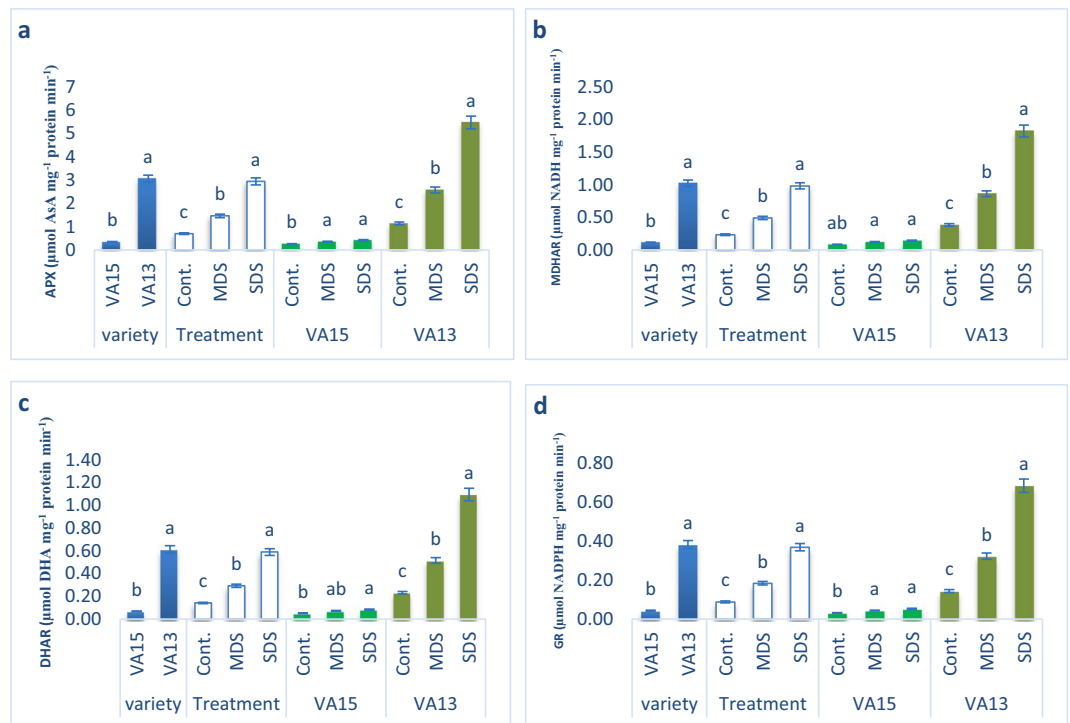 a
APX (μmol AsA mg⁻¹ protein min⁻¹)
7
6
5
4
3
2
1
0
b a c b a b a a c b a
VA15 VA13 Cont. MDS SDS Cont. MDS SDS Cont. MDS SDS
variety Treatment VA15 VA13
b
MDHAR (μmol NADH mg⁻¹ protein min⁻¹)
2.50
2.00
1.50
1.00
0.50
0.00
b a c b a ab a a c b a
VA15 VA13 Cont. MDS SDS Cont. MDS SDS Cont. MDS SDS
variety Treatment VA15 VA13
c
DHAR (μmol DHA mg⁻¹ protein min⁻¹)
1.40
1.20
1.00
0.80
0.60
0.40
0.20
0.00
b a c b a b ab a c b a
VA15 VA13 Cont. MDS SDS Cont. MDS SDS Cont. MDS SDS
variety Treatment VA15 VA13
d
GR (μmol NADPH mg⁻¹ protein min⁻¹)
0.80
0.60
0.40
0.20
0.00
b a c b a b a a c b a
VA15 VA13 Cont. MDS SDS Cont. MDS SDS Cont. MDS SDS
variety Treatment VA15 VA13